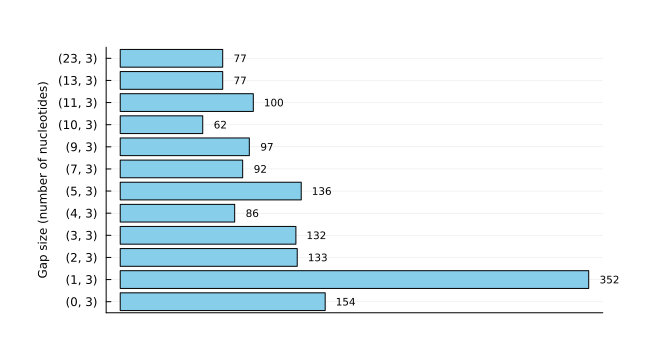 Gap size (number of nucleotides)
(23, 3) 77
(13, 3) 77
(11, 3) 100
(10, 3) 62
(9, 3) 97
(7, 3) 92
(5, 3) 136
(4, 3) 86
(3, 3) 132
(2, 3) 133
(1, 3) 352
(0, 3) 154